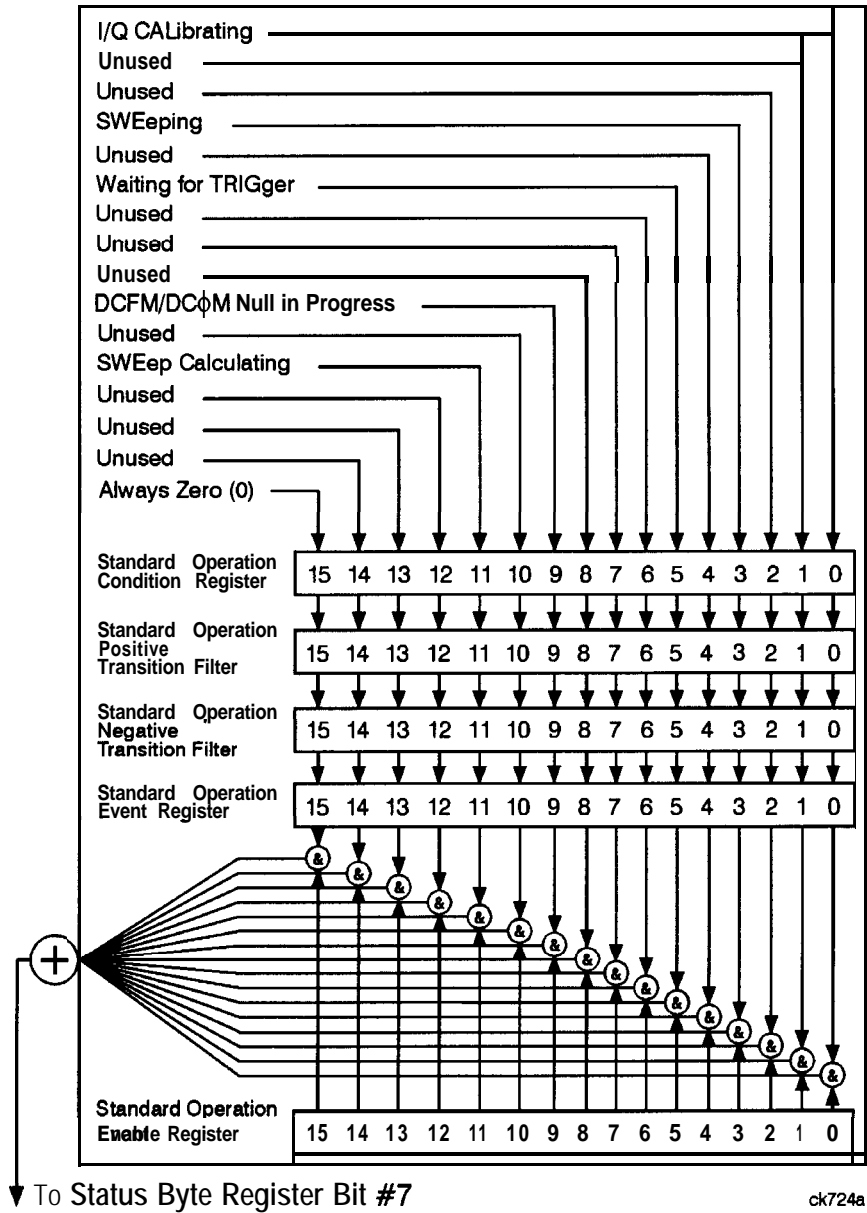 I/Q CALibrating
Unused
Unused
SWEeping
Unused
Waiting for TRIGger
Unused
Unused
Unused
DCFM/DCϕM Null in Progress
Unused
SWEep Calculating
Unused
Unused
Unused
Always Zero (0)
Standard Operation
Condition Register
15 14 13 12 11 10 9 8 7 6 5 4 3 2 1 0
Standard Operation
Positive
Transition Filter
15 14 13 12 11 10 9 8 7 6 5 4 3 2 1 0
Standard Operation
Negative
Transition Filter
15 14 13 12 11 10 9 8 7 6 5 4 3 2 1 0
Standard Operation
Event Register
15 14 13 12 11 10 9 8 7 6 5 4 3 2 1 0
& & & & & & & & & & & & & & & &
+
Standard Operation
Register
15 14 13 12 11 10 9 8 7 6 5 4 3 2 1 0
To Status Byte Register Bit #7
ck724a